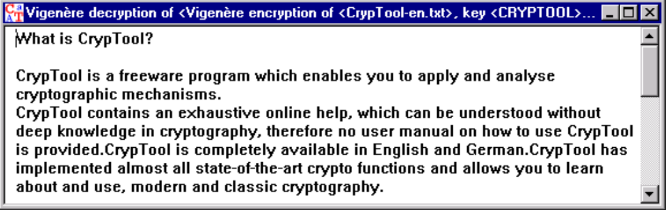 Vigenère decryption of <Vigenère encryption of <CrypTool-en.txt>, key <CRYPTOOL>...
What is CrypTool?
CrypTool is a freeware program which enables you to apply and analyse
cryptographic mechanisms.
CrypTool contains an exhaustive online help, which can be understood without
deep knowledge in cryptography, therefore no user manual on how to use CrypTool
is provided.CrypTool is completely available in English and German.CrypTool has
implemented almost all state-of-the-art crypto functions and allows you to learn
about and use, modern and classic cryptography.